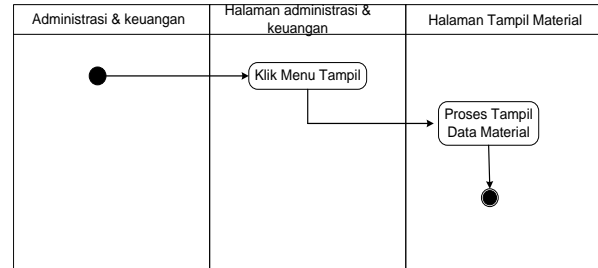 Administrasi & keuangan
Halaman administrasi &
keuangan
Halaman Tampil Material
Klik Menu Tampil
Proses Tampil
Data Material